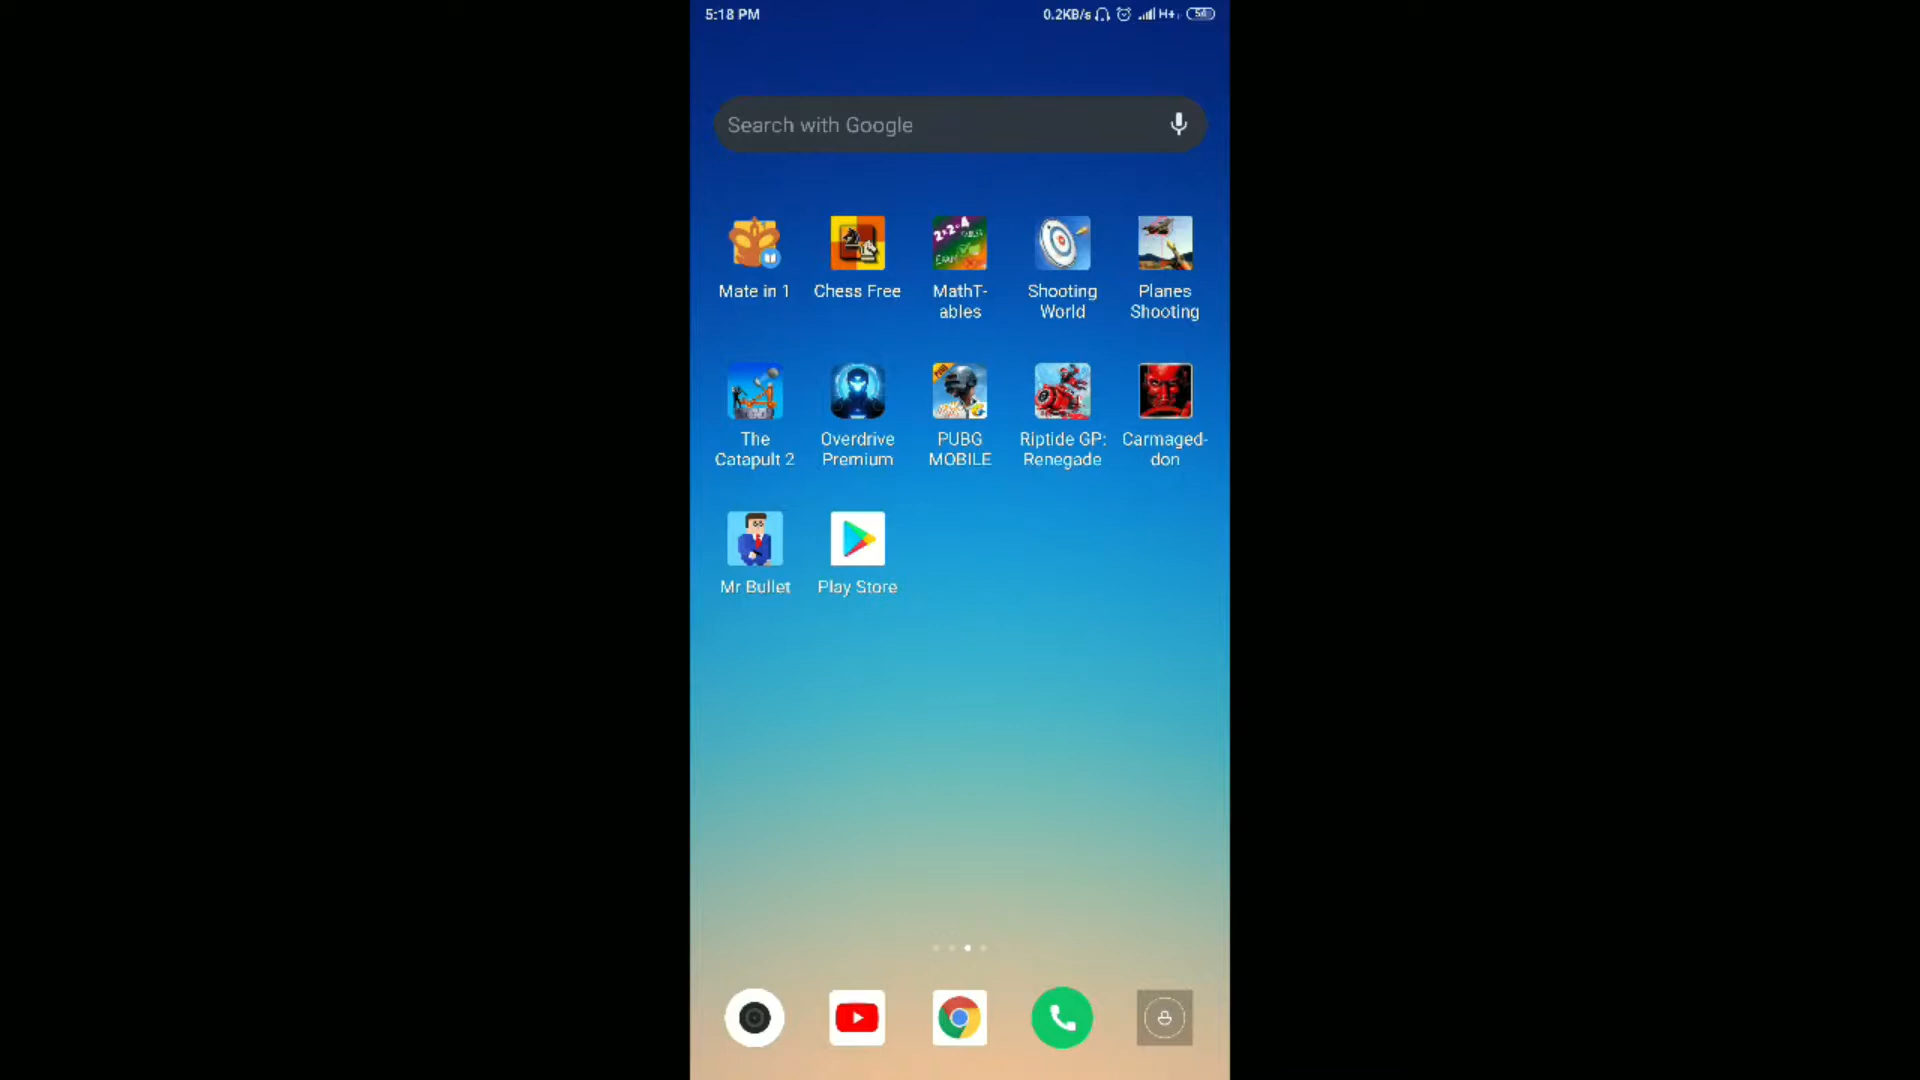 5:18 PM 0.2KB/s H+ 54
Search with Google
Mate in 1 Chess Free MathT- Shooting Planes
ables World Shooting
The Overdrive PUBG Riptide GP: Carmaged-
Catapult 2 Premium MOBILE Renegade don
Mr Bullet Play Store